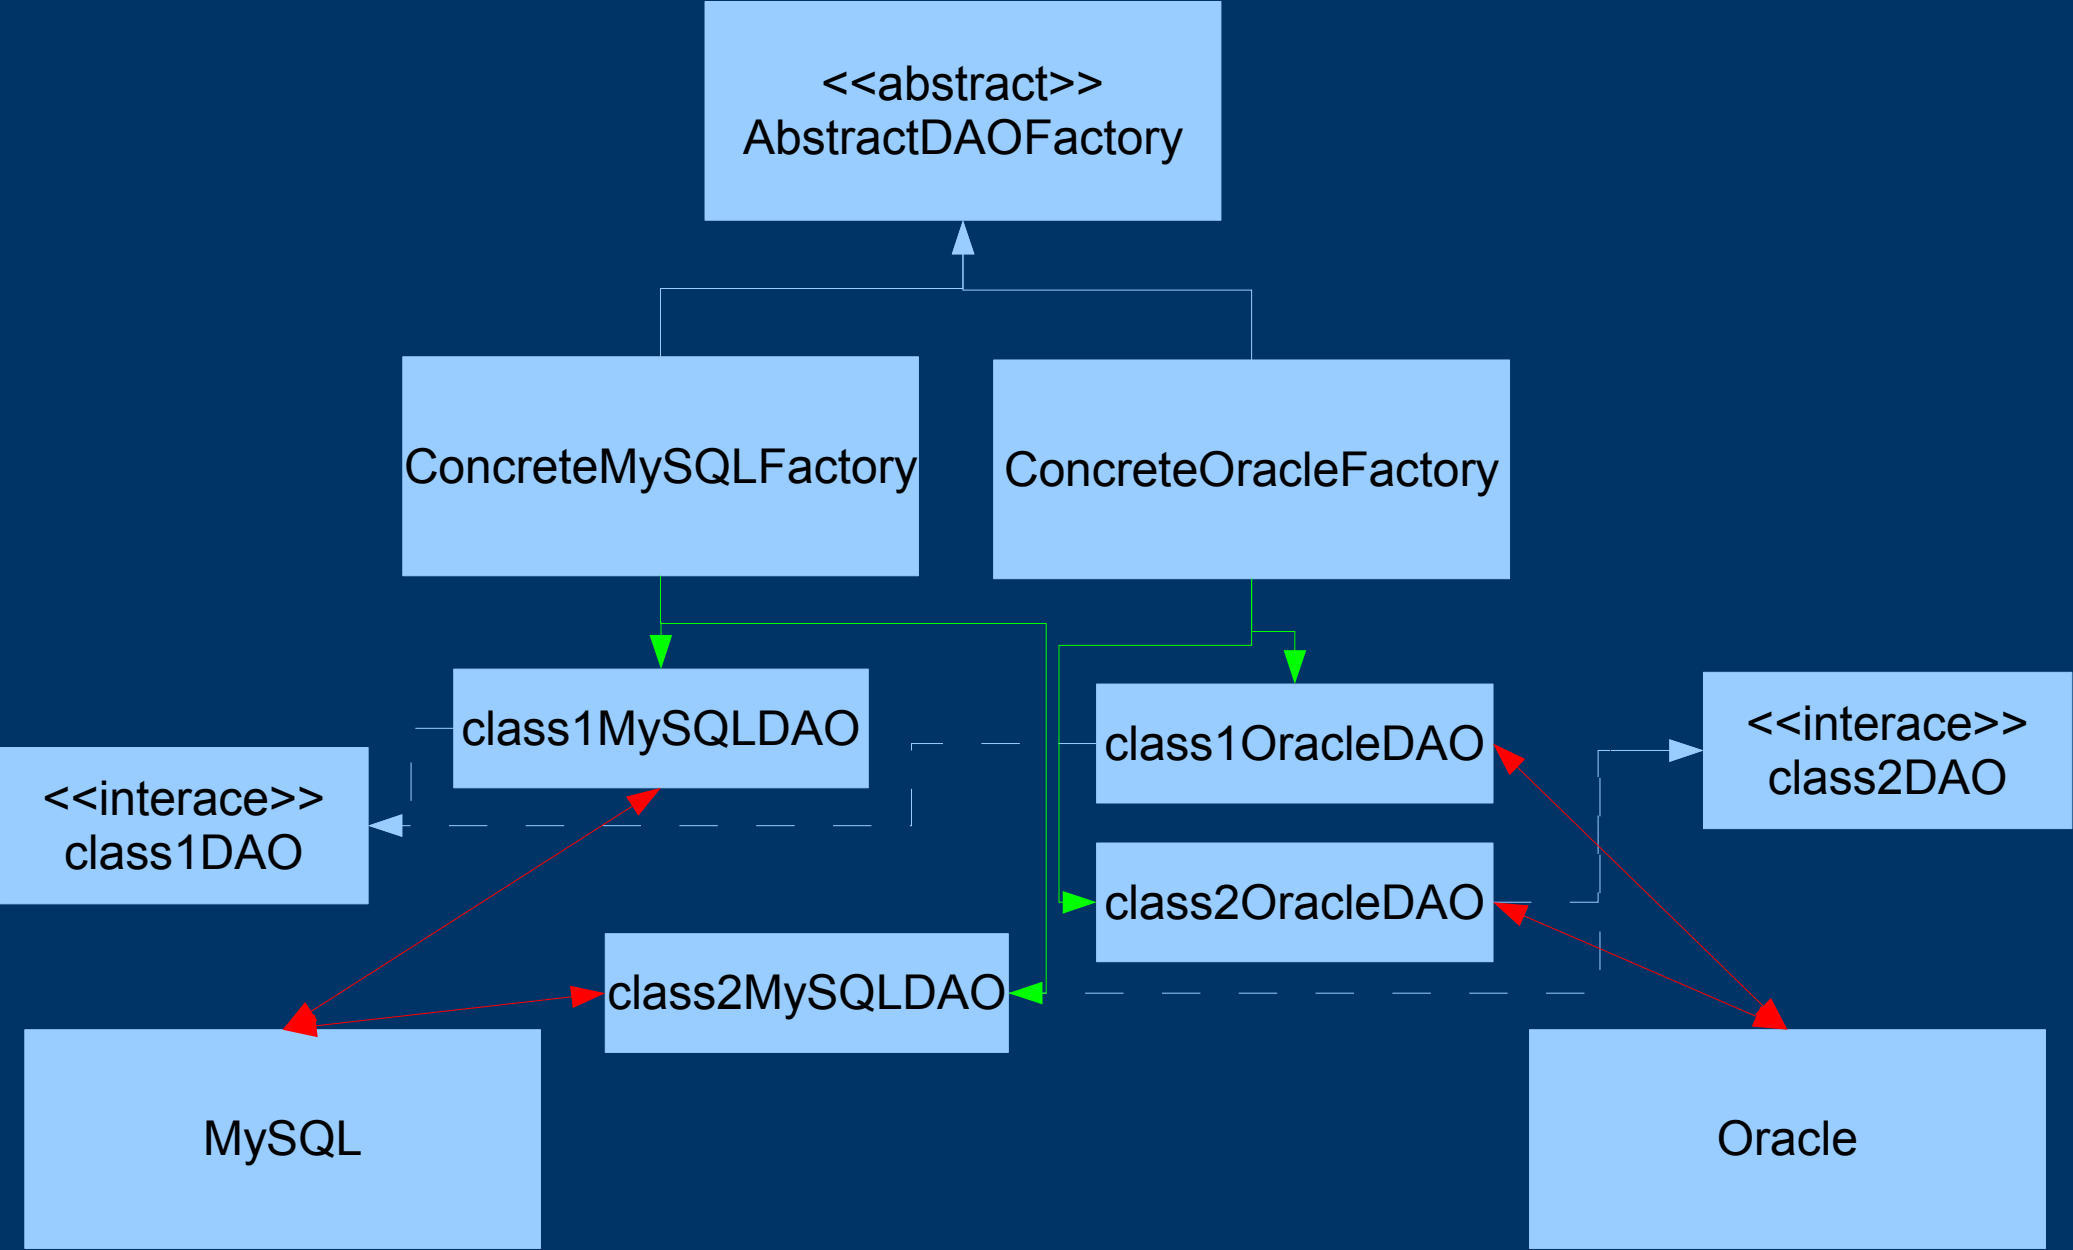 <<abstract>>
AbstractDAOFactory
ConcreteMySQLFactory
ConcreteOracleFactory
class1MySQLDAO
class1OracleDAO
<<interace>>
class2DAO
<<interace>>
class1DAO
class2OracleDAO
class2MySQLDAO
MySQL
Oracle